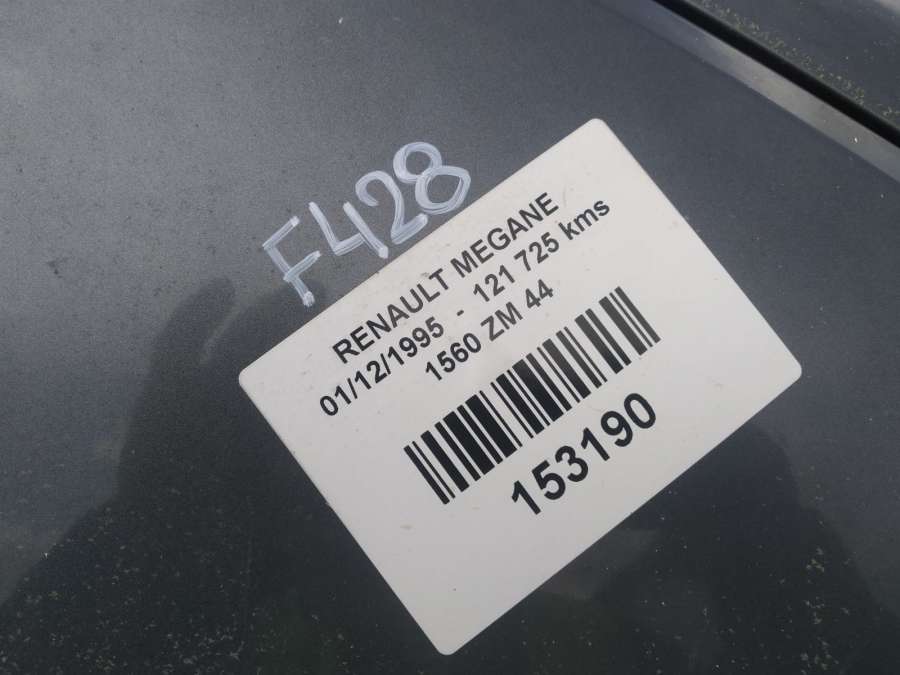 F428
RENAULT MEGANE
01/12/1995 - 121 725 kms
1560 ZM 44
153190